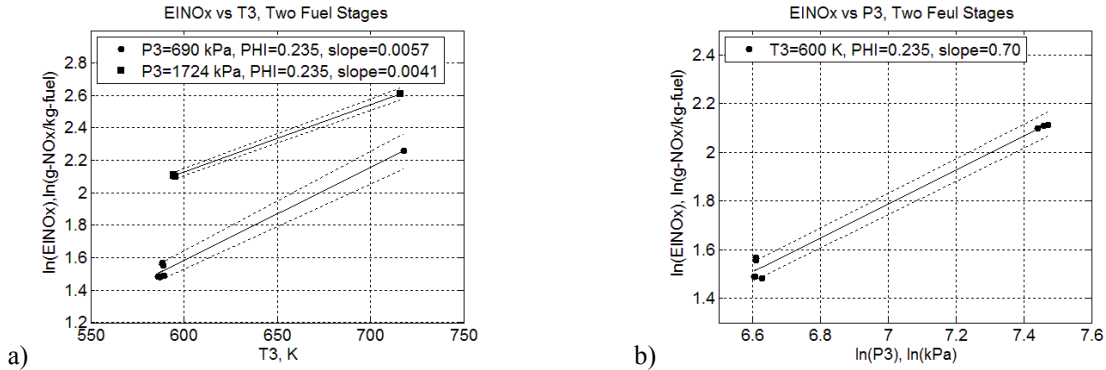 EINOx vs T3, Two Fuel Stages
P3=690 kPa, PHI=0.235, slope=0.0057
P3=1724 kPa, PHI=0.235, slope=0.0041
ln(EINOx),ln(g-NOx/kg-fuel)
2.8
2.6
2.4
2.2
2
1.8
1.6
1.4
1.2
550
600
650
700
750
T3, K
a)
EINOx vs P3, Two Feul Stages
T3=600 K, PHI=0.235, slope=0.70
ln(EINOx), ln(g-NOx/kg-fuel)
2.4
2.2
2
1.8
1.6
1.4
6.6
6.8
7
7.2
7.4
7.6
ln(P3), ln(kPa)
b)